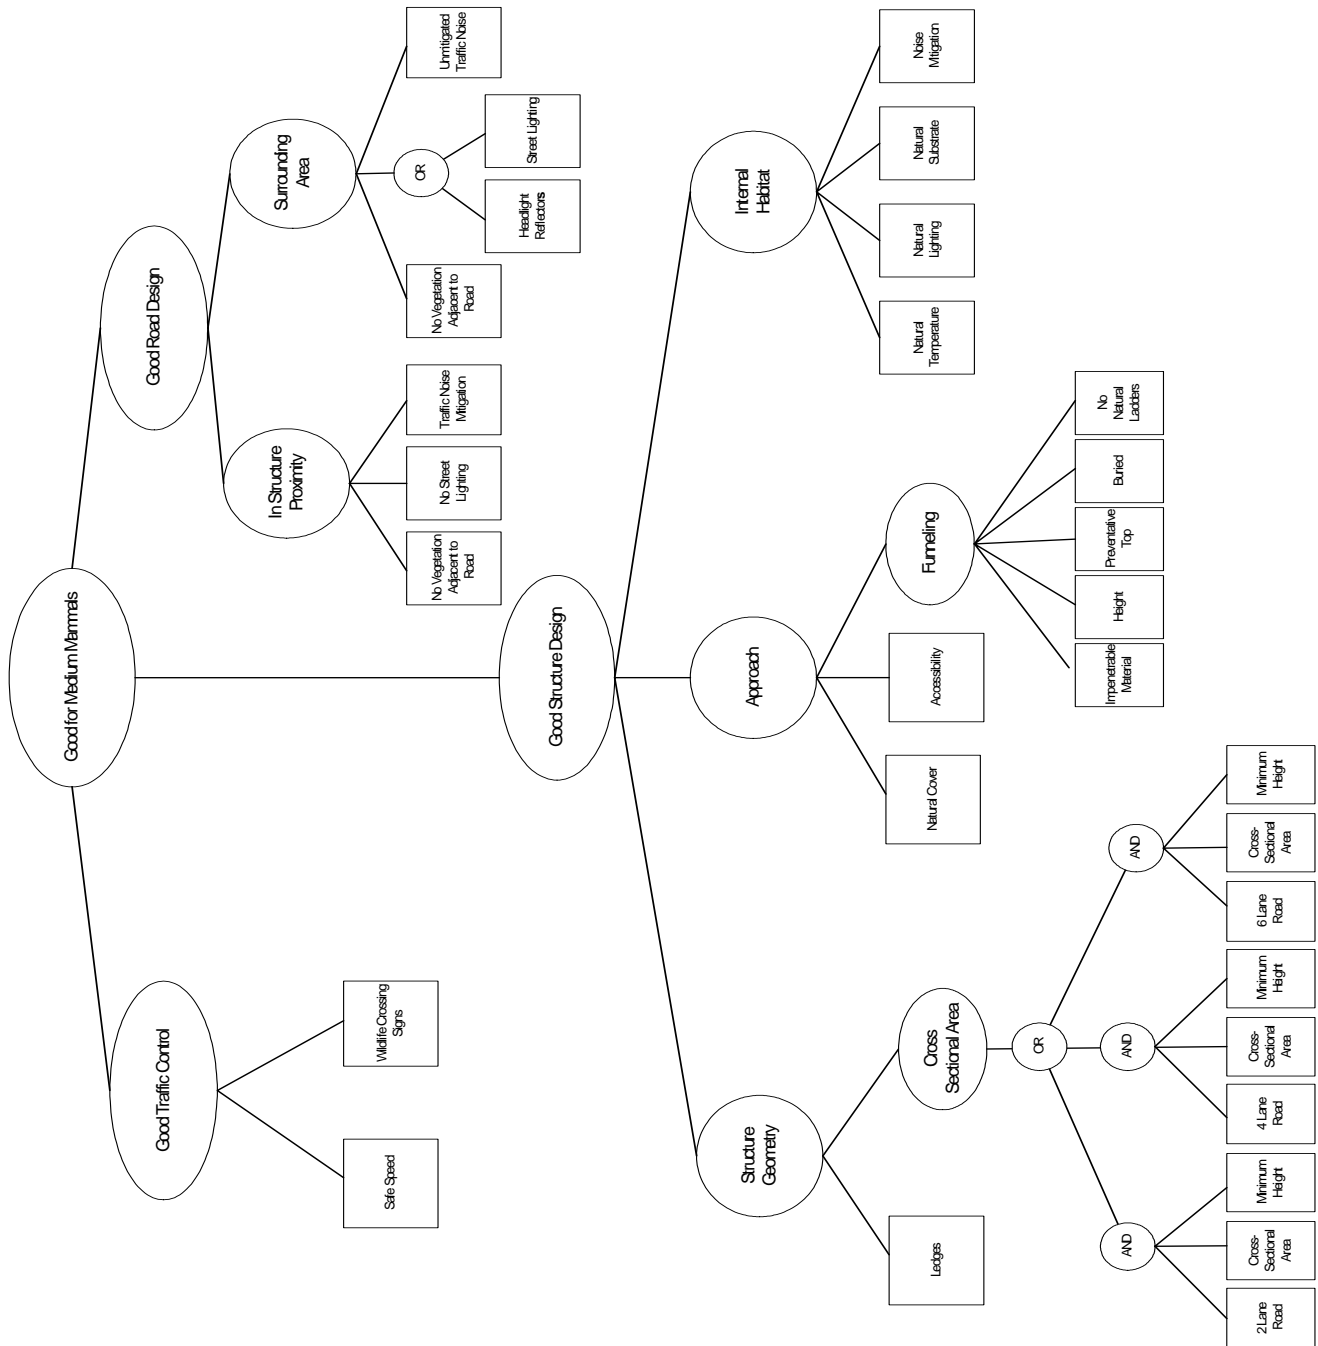 Good for Medium Mammals
Good Traffic Control
Good Road Design
Safe Speed
Wildlife Crossing
Signs
In Structure
Proximity
Surrounding
Area
No Vegetation
Adjacent to
Road
No Street
Lighting
Traffic Noise
Mitigation
No Vegetation
Adjacent to
Road
OR
Headlight
Reflectors
Street Lighting
Unmitigated
Traffic Noise
Good Structure Design
Structure
Geometry
Approach
Internal
Habitat
Ledges
Cross
Sectional Area
Natural Cover
Accessibility
Funneling
Natural
Temperature
Natural
Lighting
Natural
Substrate
Noise
Mitigation
OR
AND
AND
AND
Impenetrable
Material
Height
Preventative
Top
Buried
No
Natural
Ladders
2 Lane
Road
Cross-
Sectional
Area
Minimum
Height
4 Lane
Road
Cross-
Sectional
Area
Minimum
Height
6 Lane
Road
Cross-
Sectional
Area
Minimum
Height